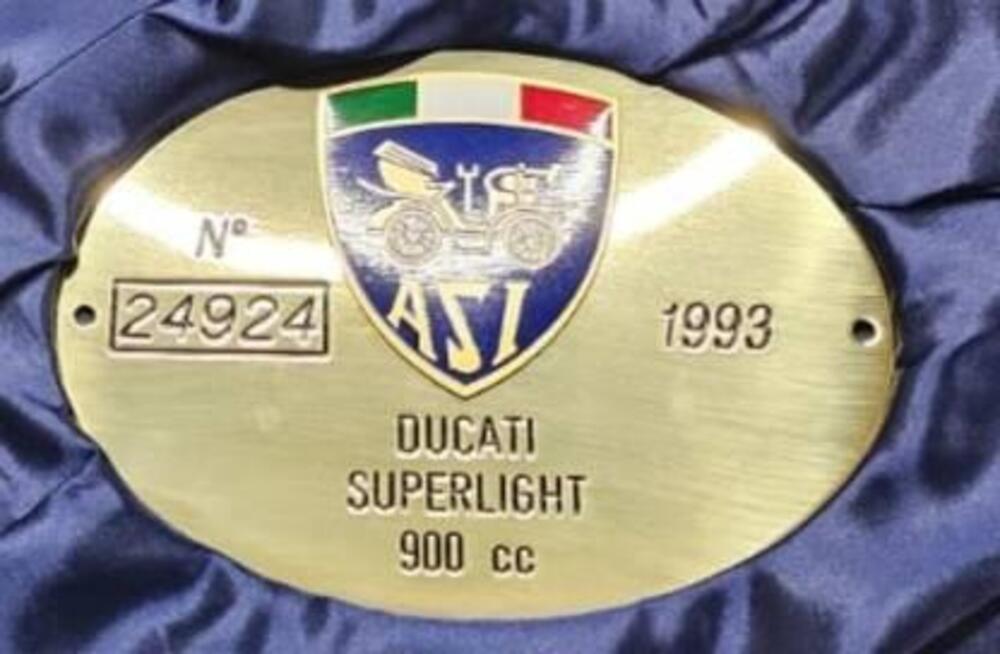 N°
24924
ASI
1993
DUCATI
SUPERLIGHT
900 cc